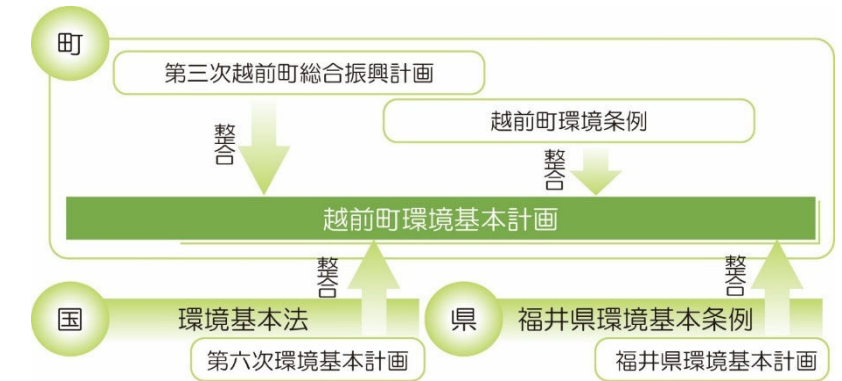 町
第三次越前町総合振興計画
整合
越前町環境条例
整合
越前町環境基本計画
整合
整合
国
環境基本法
県
福井県環境基本条例
第六次環境基本計画
福井県環境基本計画